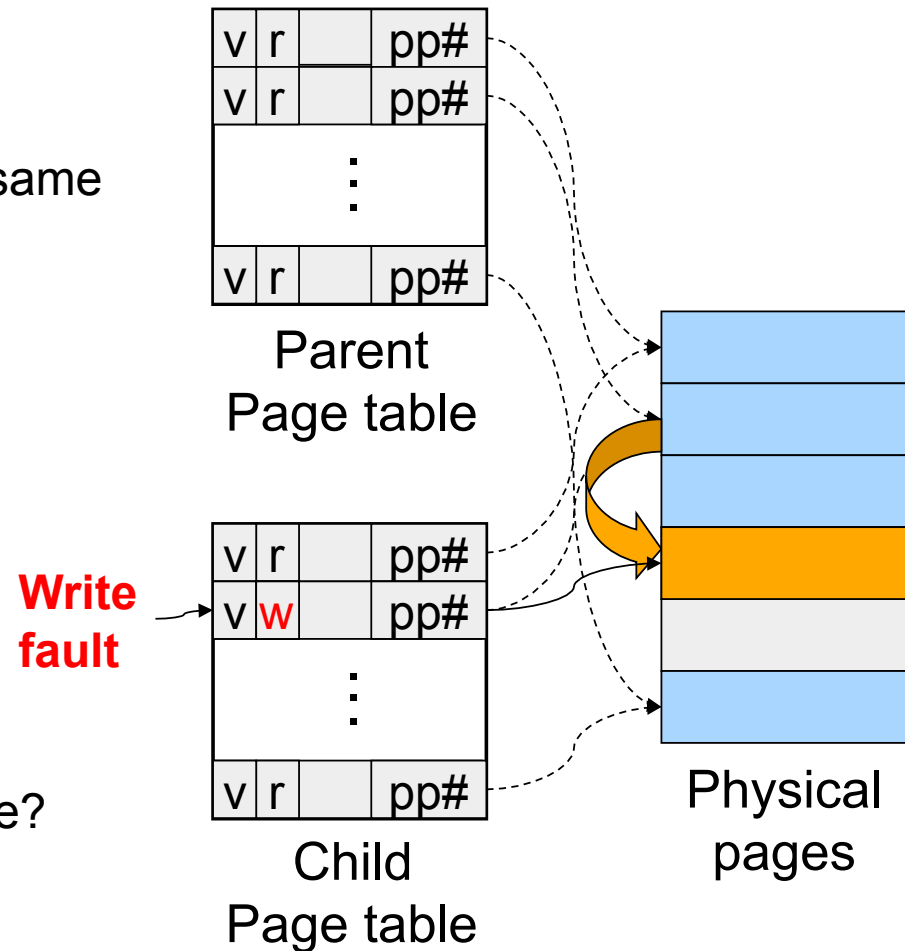 same
v r pp#
v r pp#
⋮
v r pp#
Parent
Page table
Write
fault
v r pp#
v w pp#
⋮
v r pp#
e?
Child
Page table
Physical
pages